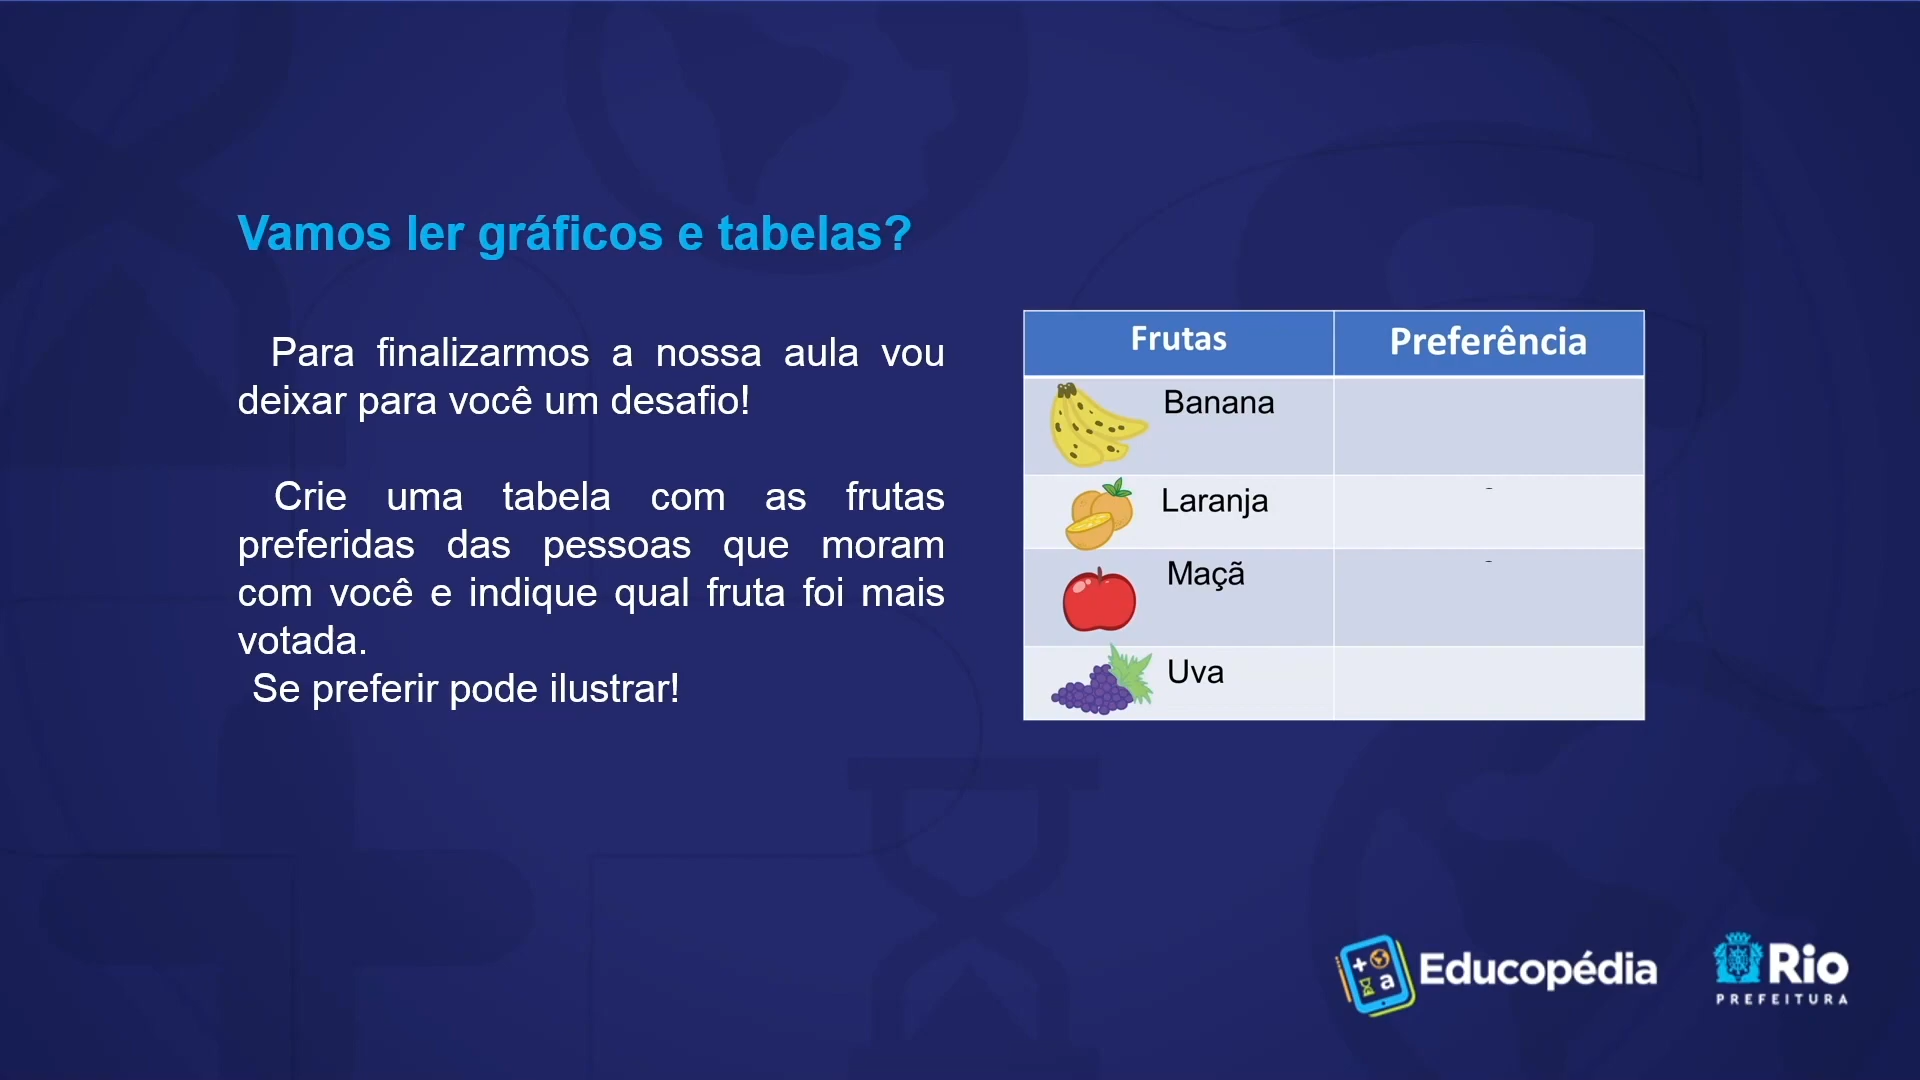 Vamos ler gráficos e tabelas?
Para finalizarmos a nossa aula vou
deixar para você um desafio!
Crie uma tabela com as frutas
preferidas das pessoas que moram
com você e indique qual fruta foi mais
votada.
Se preferir pode ilustrar!
Frutas Preferência
Banana
Laranja -
Maçã -
Uva
Educopédia
Rio
PREFEITURA